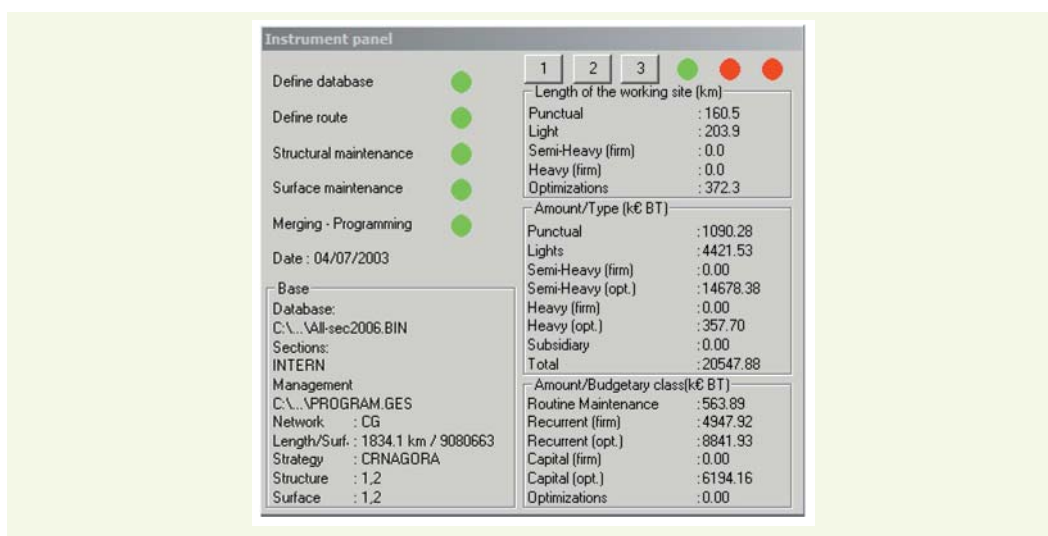 Instrument panel
Define database
Define route
Structural maintenance
Surface maintenance
Merging - Programming
Date : 04/07/2003
Base
Database:
C:\...\All-sec2006.BIN
Sections:
INTERN
Management
C:\...\PROGRAM.GES
Network : CG
Length/Surf. : 1834.1 km / 9080663
Strategy : CRNAGORA
Structure : 1,2
Surface : 1,2
1 2 3
Length of the working site (km)
Punctual : 160.5
Light : 203.9
Semi-Heavy (firm) : 0.0
Heavy (firm) : 0.0
Optimizations : 372.3
Amount/Type (k€ BT)
Punctual :1090.28
Lights :4421.53
Semi-Heavy (firm) :0.00
Semi-Heavy (opt.) :14678.38
Heavy (firm) :0.00
Heavy (opt.) :357.70
Subsidiary :0.00
Total :20547.88
Amount/Budgetary class(k€ BT)
Routine Maintenance :563.89
Recurrent (firm) :4947.92
Recurrent (opt.) :8841.93
Capital (firm) :0.00
Capital (opt.) :6194.16
Optimizations :0.00